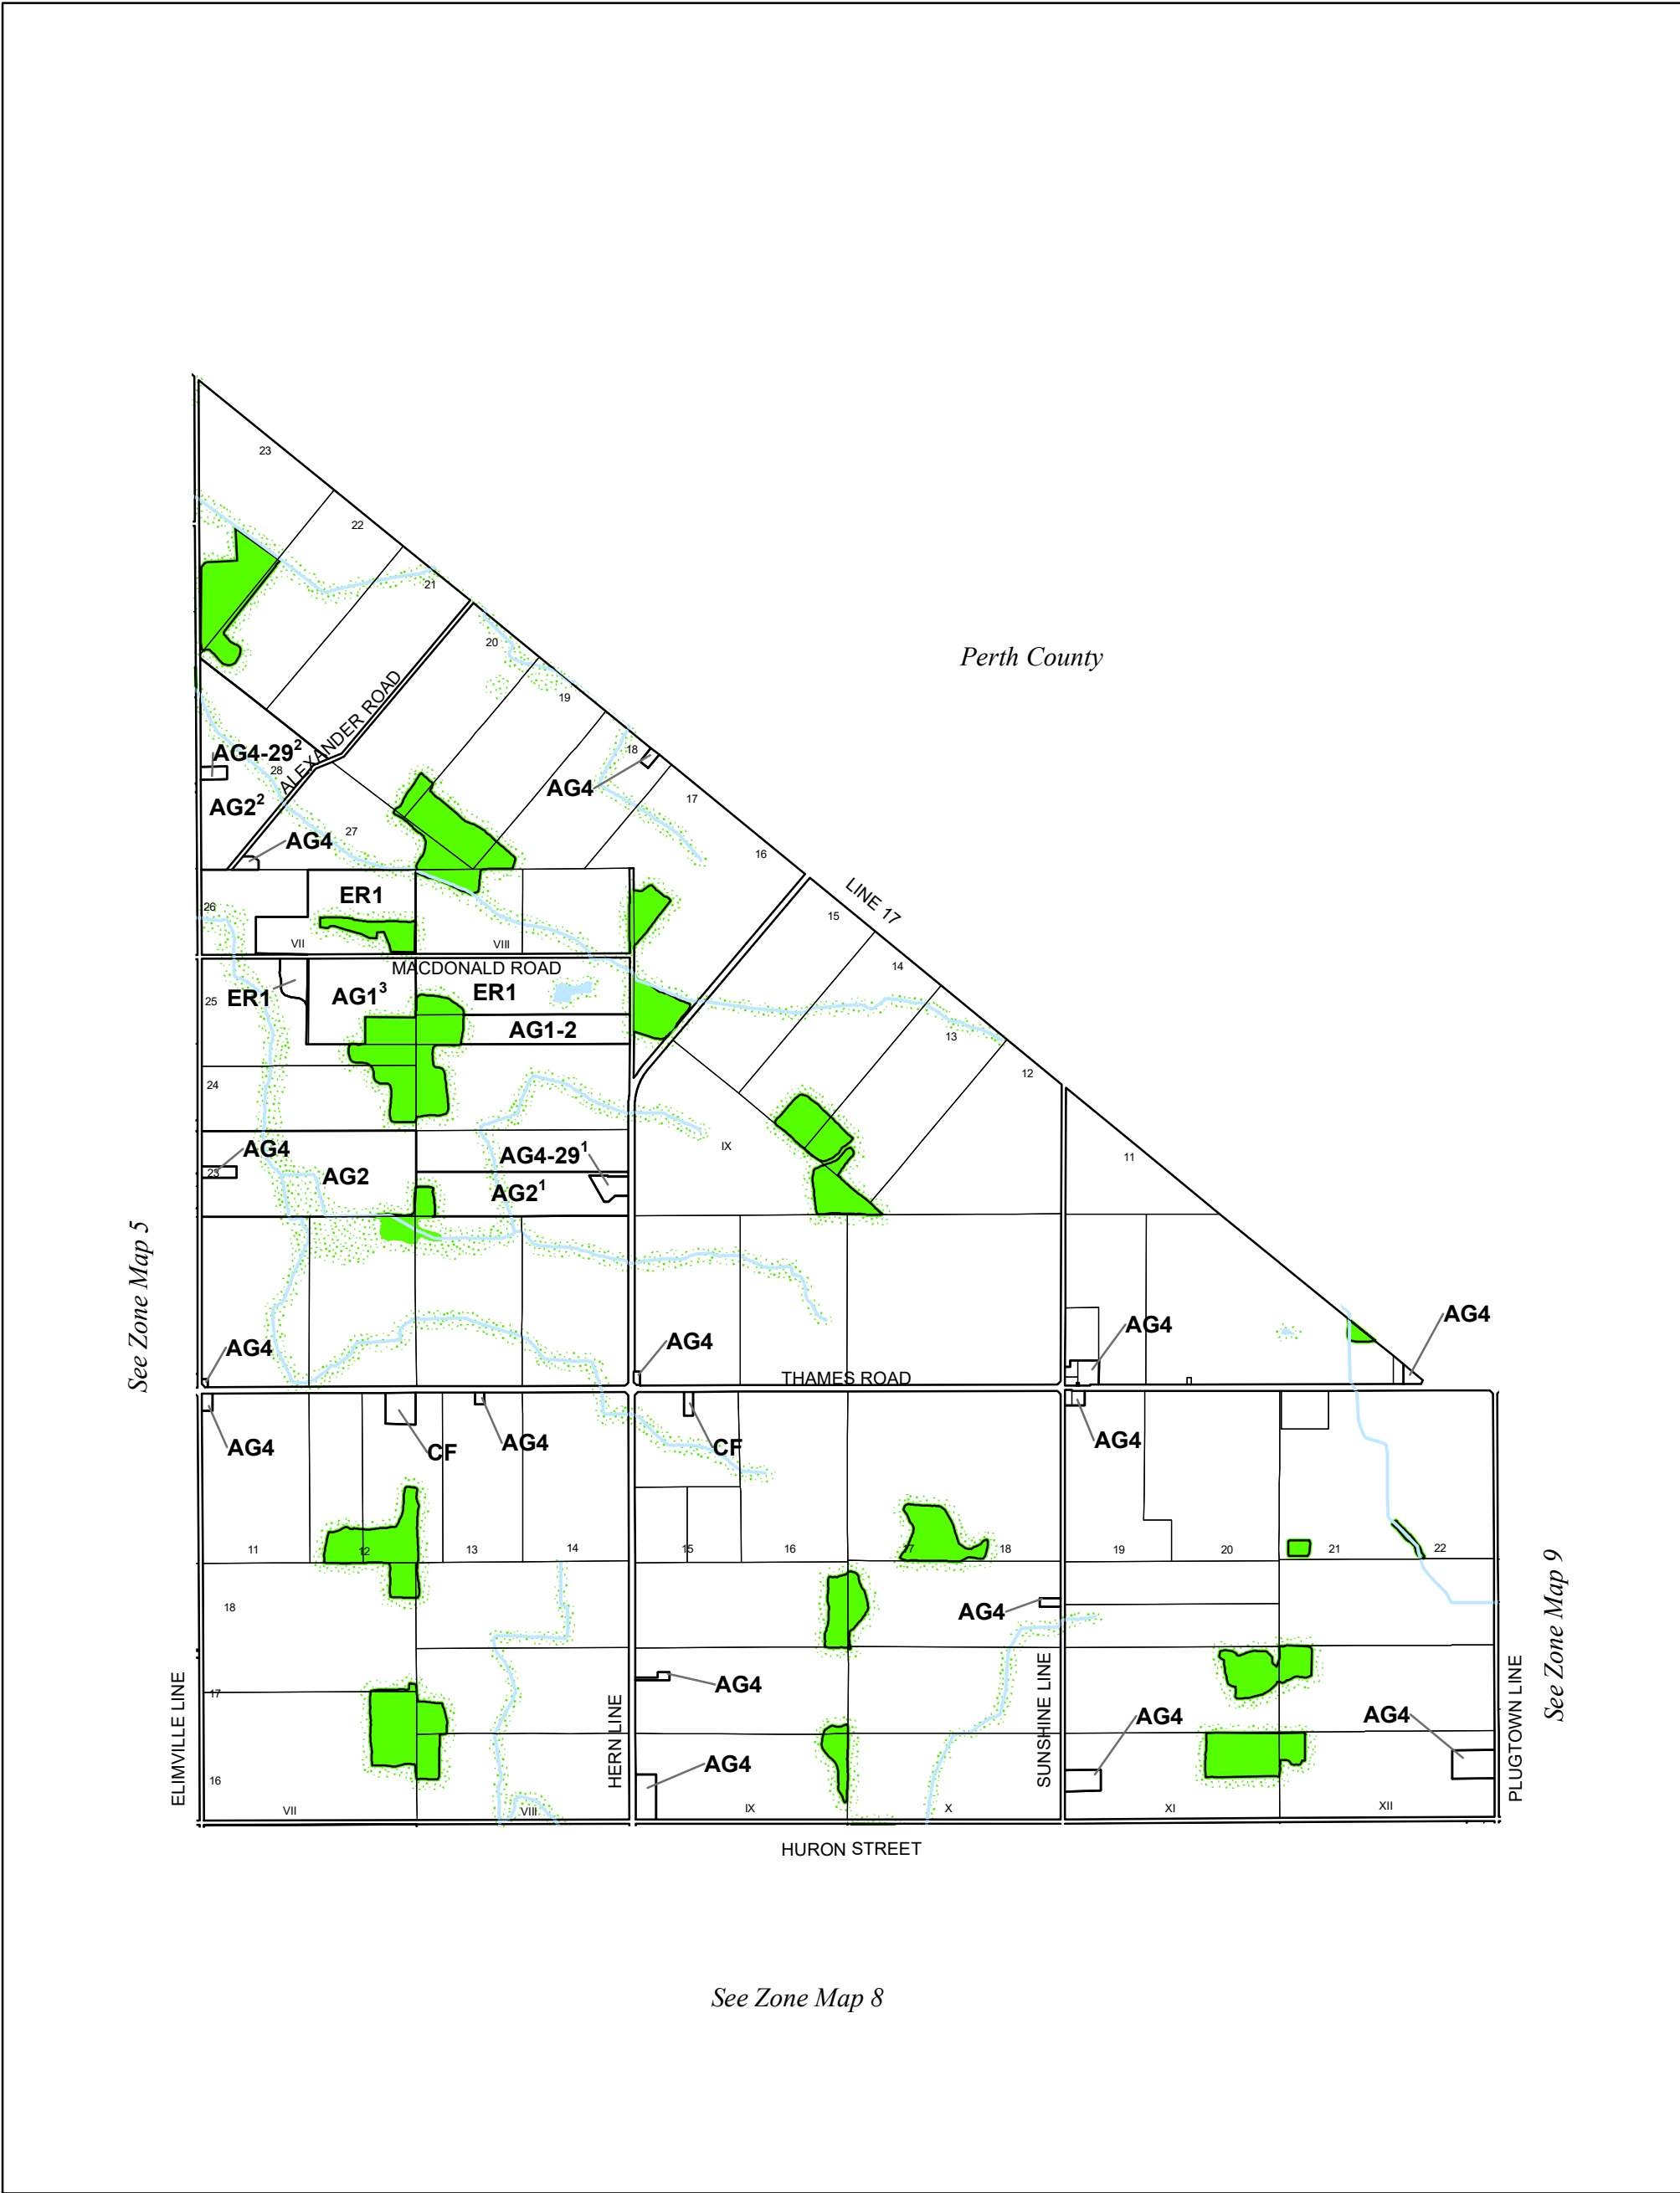 23
22
21
20
Perth County
19
ALEXANDER ROAD
AG4-29²
28
18
AG4
17
AG2²
27
AG4
16
ER1
LINE 17
26
15
VII
VIII
MACDONALD ROAD
14
ER1
AG1³
ER1
25
AG1-2
13
12
24
IX
AG4
AG4-29¹
11
23
AG2
AG2¹
See Zone Map 5
AG4
AG4
AG4
AG4
THAMES ROAD
AG4
CF
AG4
CF
AG4
11
12
13
14
15
16
17
18
19
20
21
22
18
AG4
See Zone Map 9
17
AG4
AG4
AG4
ELIMVILLE LINE
HERN LINE
SUNSHINE LINE
PLUGTOWN LINE
16
AG4
VII
VIII
IX
X
XI
XII
HURON STREET
See Zone Map 8